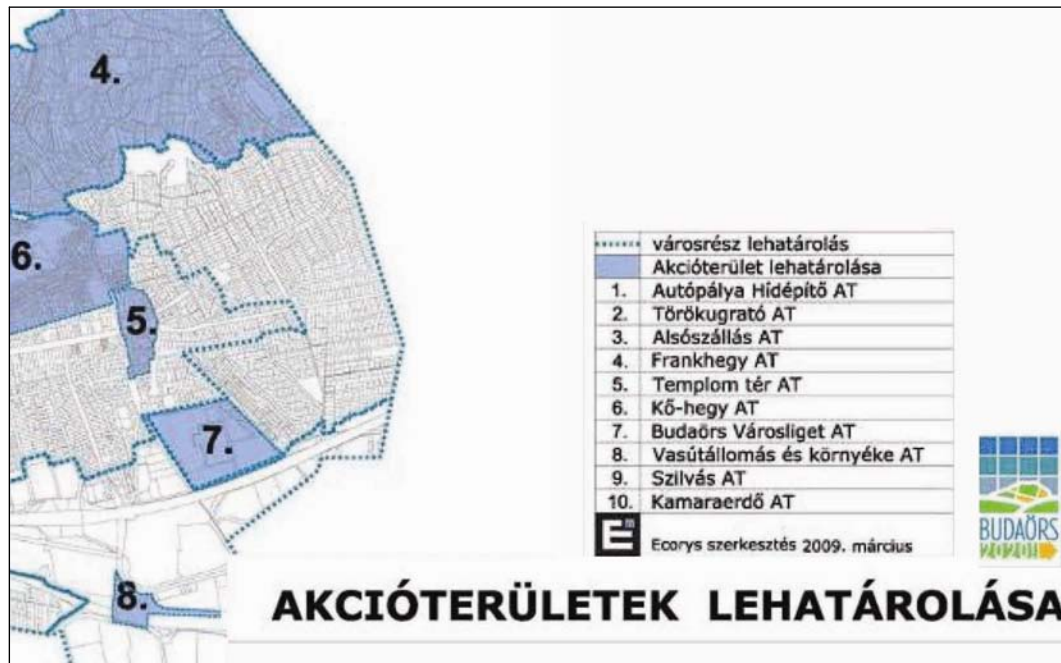 4.
6.
5.
7.
8.
városrész lehatárolás
Akcióterület lehatárolása
1. Autópálya Hídépítő AT
2. Törökugrató AT
3. Alsószállás AT
4. Frankhegy AT
5. Templom tér AT
6. Kő-hegy AT
7. Budaörs Városliget AT
8. Vasútállomás és környéke AT
9. Szilvás AT
10. Kamaraerdő AT
E m
Ecorys szerkesztés 2009. március
BUDAÖRS
2020!
AKCIÓTERÜLETEK LEHATÁROLÁSA